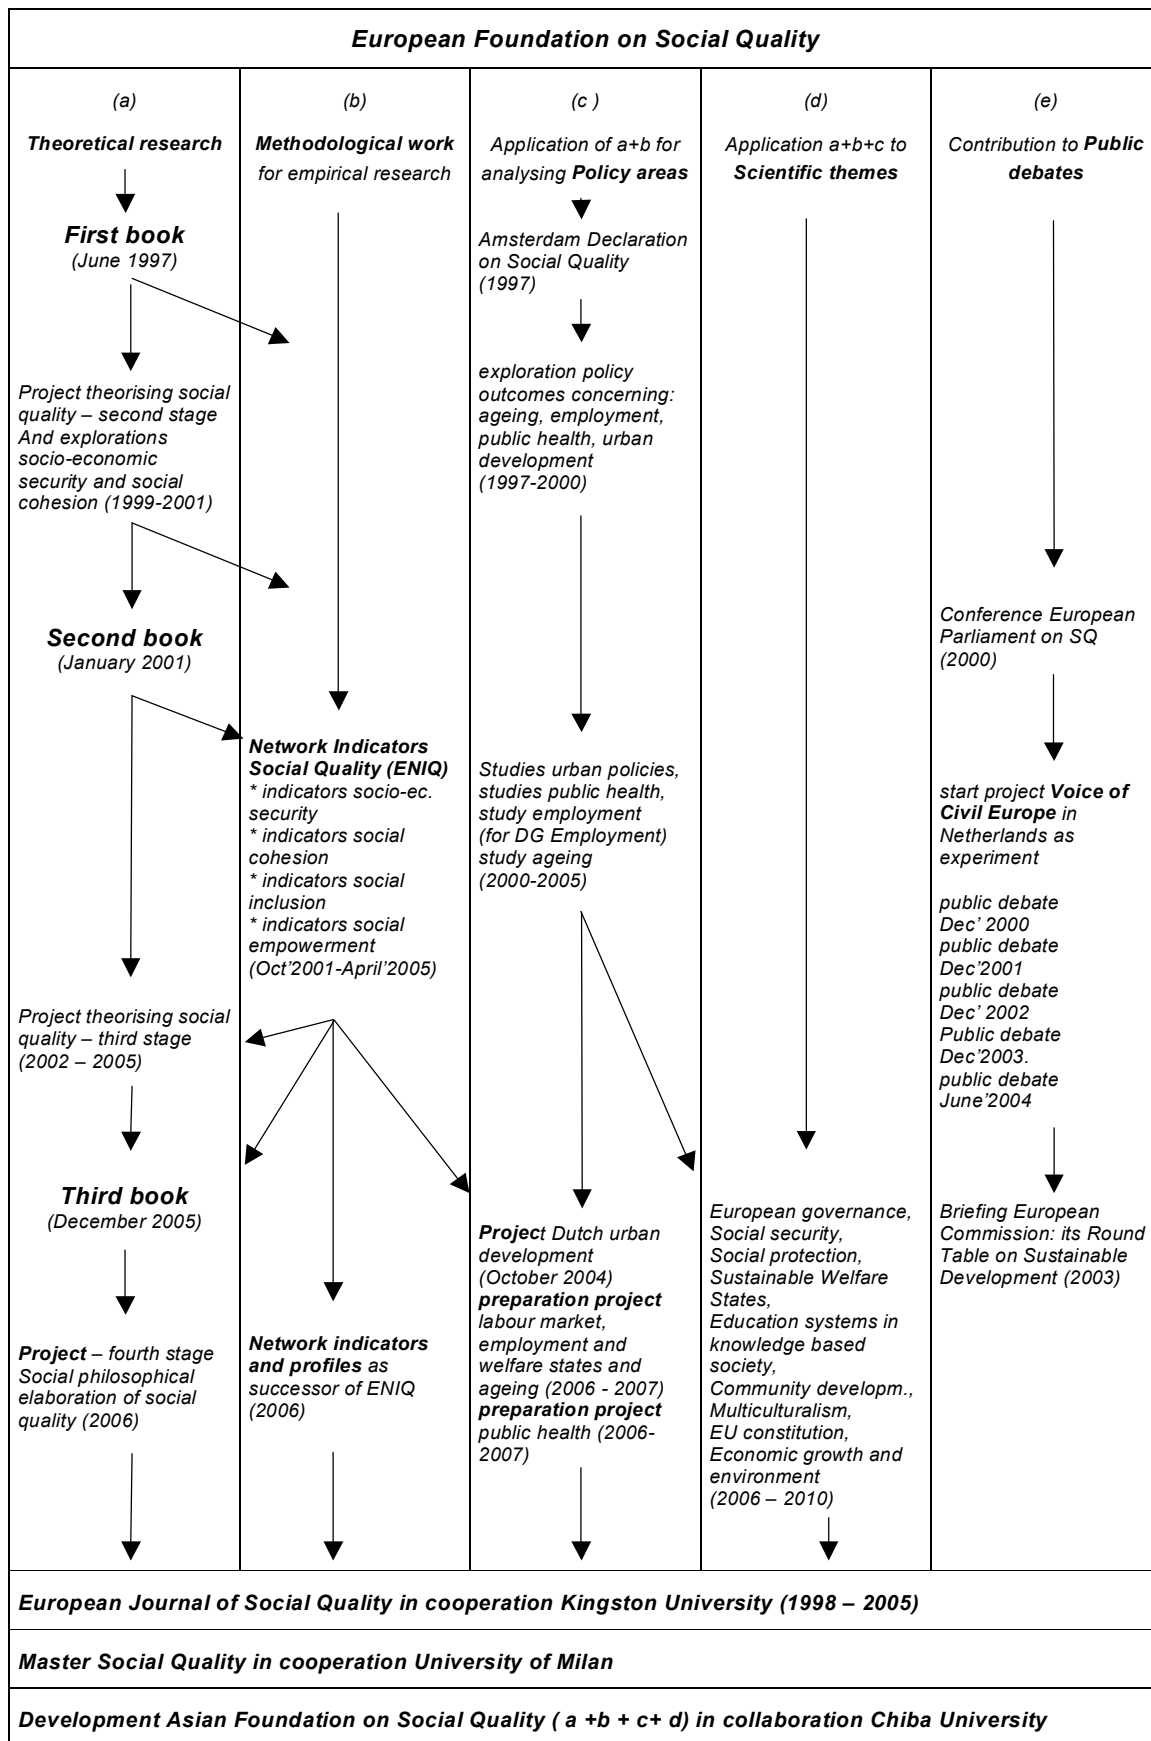 European Foundation on Social Quality
(a)
Theoretical research
First book
(June 1997)
Project theorising social
quality – second stage
And explorations
socio-economic
security and social
cohesion (1999-2001)
Second book
(January 2001)
Project theorising social
quality – third stage
(2002 – 2005)
Third book
(December 2005)
Project – fourth stage
Social philosophical
elaboration of social
quality (2006)
(b)
Methodological work
for empirical research
Network Indicators
Social Quality (ENIQ)
* indicators socio-ec.
security
* indicators social
cohesion
* indicators social
inclusion
* indicators social
empowerment
(Oct'2001-April'2005)
Network indicators
and profiles as
successor of ENIQ
(2006)
(c )
Application of a+b for
analysing Policy areas
Amsterdam Declaration
on Social Quality
(1997)
exploration policy
outcomes concerning:
ageing, employment,
public health, urban
development
(1997-2000)
Studies urban policies,
studies public health,
study employment
(for DG Employment)
study ageing
(2000-2005)
Project Dutch urban
development
(October 2004)
preparation project
labour market,
employment and
welfare states and
ageing (2006 - 2007)
preparation project
public health (2006-
2007)
(d)
Application a+b+c to
Scientific themes
European governance,
Social security,
Social protection,
Sustainable Welfare
States,
Education systems in
knowledge based
society,
Community developm.,
Multiculturalism,
EU constitution,
Economic growth and
environment
(2006 – 2010)
(e)
Contribution to Public
debates
Conference European
Parliament on SQ
(2000)
start project Voice of
Civil Europe in
Netherlands as
experiment
public debate
Dec' 2000
public debate
Dec'2001
public debate
Dec' 2002
Public debate
Dec'2003.
public debate
June'2004
Briefing European
Commission: its Round
Table on Sustainable
Development (2003)
European Journal of Social Quality in cooperation Kingston University (1998 – 2005)
Master Social Quality in cooperation University of Milan
Development Asian Foundation on Social Quality ( a +b + c+ d) in collaboration Chiba University